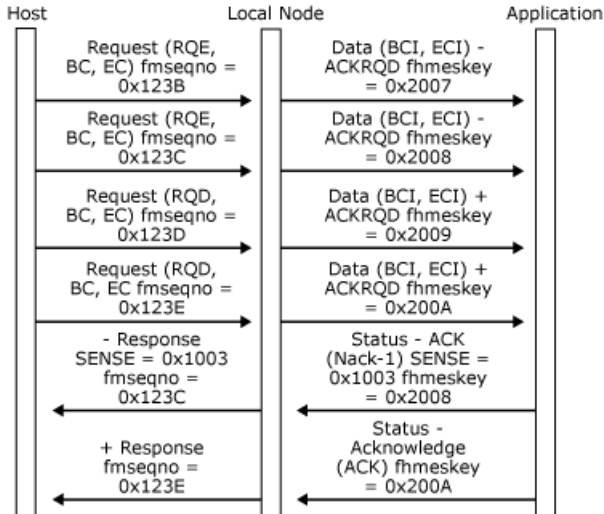 Host Local Node Application
Request (RQE,
BC, EC) fmseqno =
0x123B
Data (BCI, ECI) -
ACKRQD fhmeskey
= 0x2007
Request (RQE,
BC, EC) fmseqno =
0x123C
Data (BCI, ECI) -
ACKRQD fhmeskey
= 0x2008
Request (RQD,
BC, EC) fmseqno =
0x123D
Data (BCI, ECI) +
ACKRQD fhmeskey
= 0x2009
Request (RQD,
BC, EC fmseqno =
0x123E
Data (BCI, ECI) +
ACKRQD fhmeskey
= 0x200A
- Response
SENSE = 0x1003
fmseqno =
0x123C
Status - ACK
(Nack-1) SENSE =
0x1003 fhmeskey
= 0x2008
+ Response
fmseqno =
0x123E
Status -
Acknowledge
(ACK) fhmeskey
= 0x200A